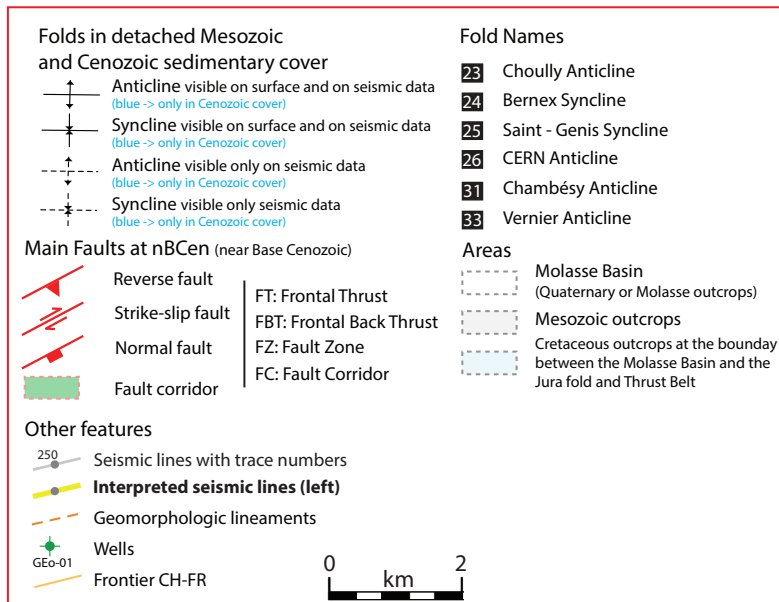 Folds in detached Mesozoic
and Cenozoic sedimentary cover
Anticline visible on surface and on seismic data
(blue -> only in Cenozoic cover)
Syncline visible on surface and on seismic data
(blue -> only in Cenozoic cover)
Anticline visible only on seismic data
(blue -> only in Cenozoic cover)
Syncline visible only seismic data
(blue -> only in Cenozoic cover)
Main Faults at nBCen (near Base Cenozoic)
Reverse fault
Strike-slip fault
Normal fault
Fault corridor
FT: Frontal Thrust
FBT: Frontal Back Thrust
FZ: Fault Zone
FC: Fault Corridor
Other features
250
Seismic lines with trace numbers
Interpreted seismic lines (left)
Geomorphologic lineaments
Wells
GEo-01
Frontier CH-FR
Fold Names
23 Choully Anticline
24 Bernex Syncline
25 Saint - Genis Syncline
26 CERN Anticline
31 Chambésy Anticline
33 Vernier Anticline
Areas
Molasse Basin
(Quaternary or Molasse outcrops)
Mesozoic outcrops
Cretaceous outcrops at the bounday
between the Molasse Basin and the
Jura fold and Thrust Belt
0 2
km